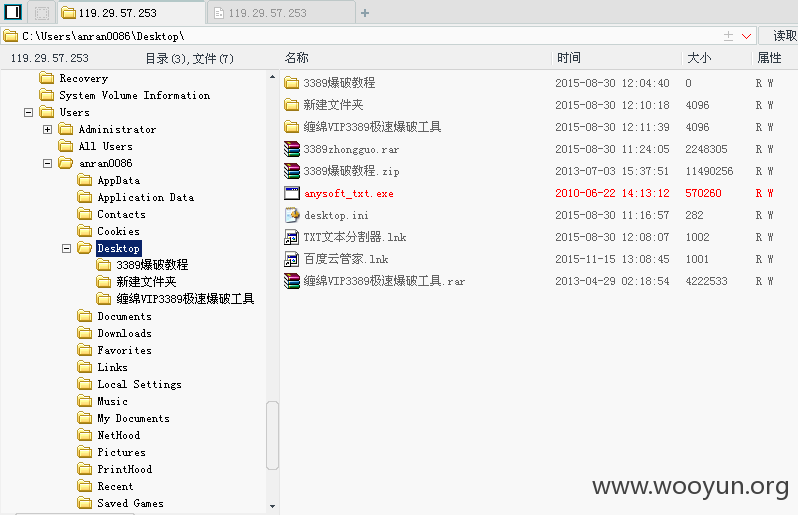 119.29.57.253 119.29.57.253
C:\Users\anran0086\Desktop\ 读取
119.29.57.253 目录(3),文件(7) 名称 时间 大小 属性
Recovery
System Volume Information
Users
Administrator
All Users
anran0086
AppData
Application Data
Contacts
Cookies
Desktop
3389爆破教程
新建文件夹
缠绵VIP3389极速爆破工具
Documents
Downloads
Favorites
Links
Local Settings
Music
My Documents
NetHood
Pictures
PrintHood
Recent
Saved Games
3389爆破教程 2015-08-30 12:04:40 0 R W
新建文件夹 2015-08-30 12:10:18 4096 R W
缠绵VIP3389极速爆破工具 2015-08-30 12:11:39 4096 R W
3389zhongguo.rar 2015-08-30 11:24:05 2248305 R W
3389爆破教程.zip 2013-07-03 15:37:51 11490256 R W
anysoft_txt.exe 2010-06-22 14:13:12 570260 R W
desktop.ini 2015-08-30 11:16:57 282 R W
TXT文本分割器.lnk 2015-08-30 12:08:07 1002 R W
百度云管家.lnk 2015-11-15 13:08:45 1001 R W
缠绵VIP3389极速爆破工具.rar 2013-04-29 02:18:54 4222533 R W
www.wooyun.org